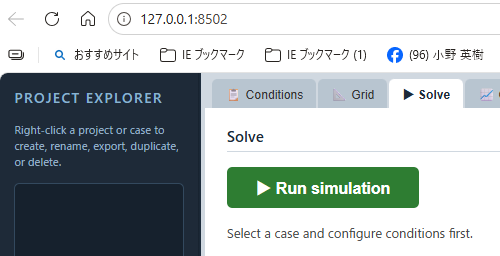 127.0.0.1:8502
おすすめサイト IE ブックマーク IE ブックマーク (1) (96) 小野 英樹
PROJECT EXPLORER
Right-click a project or case to
create, rename, export, duplicate,
or delete.
Conditions Grid ▶ Solve
Solve
▶ Run simulation
Select a case and configure conditions first.